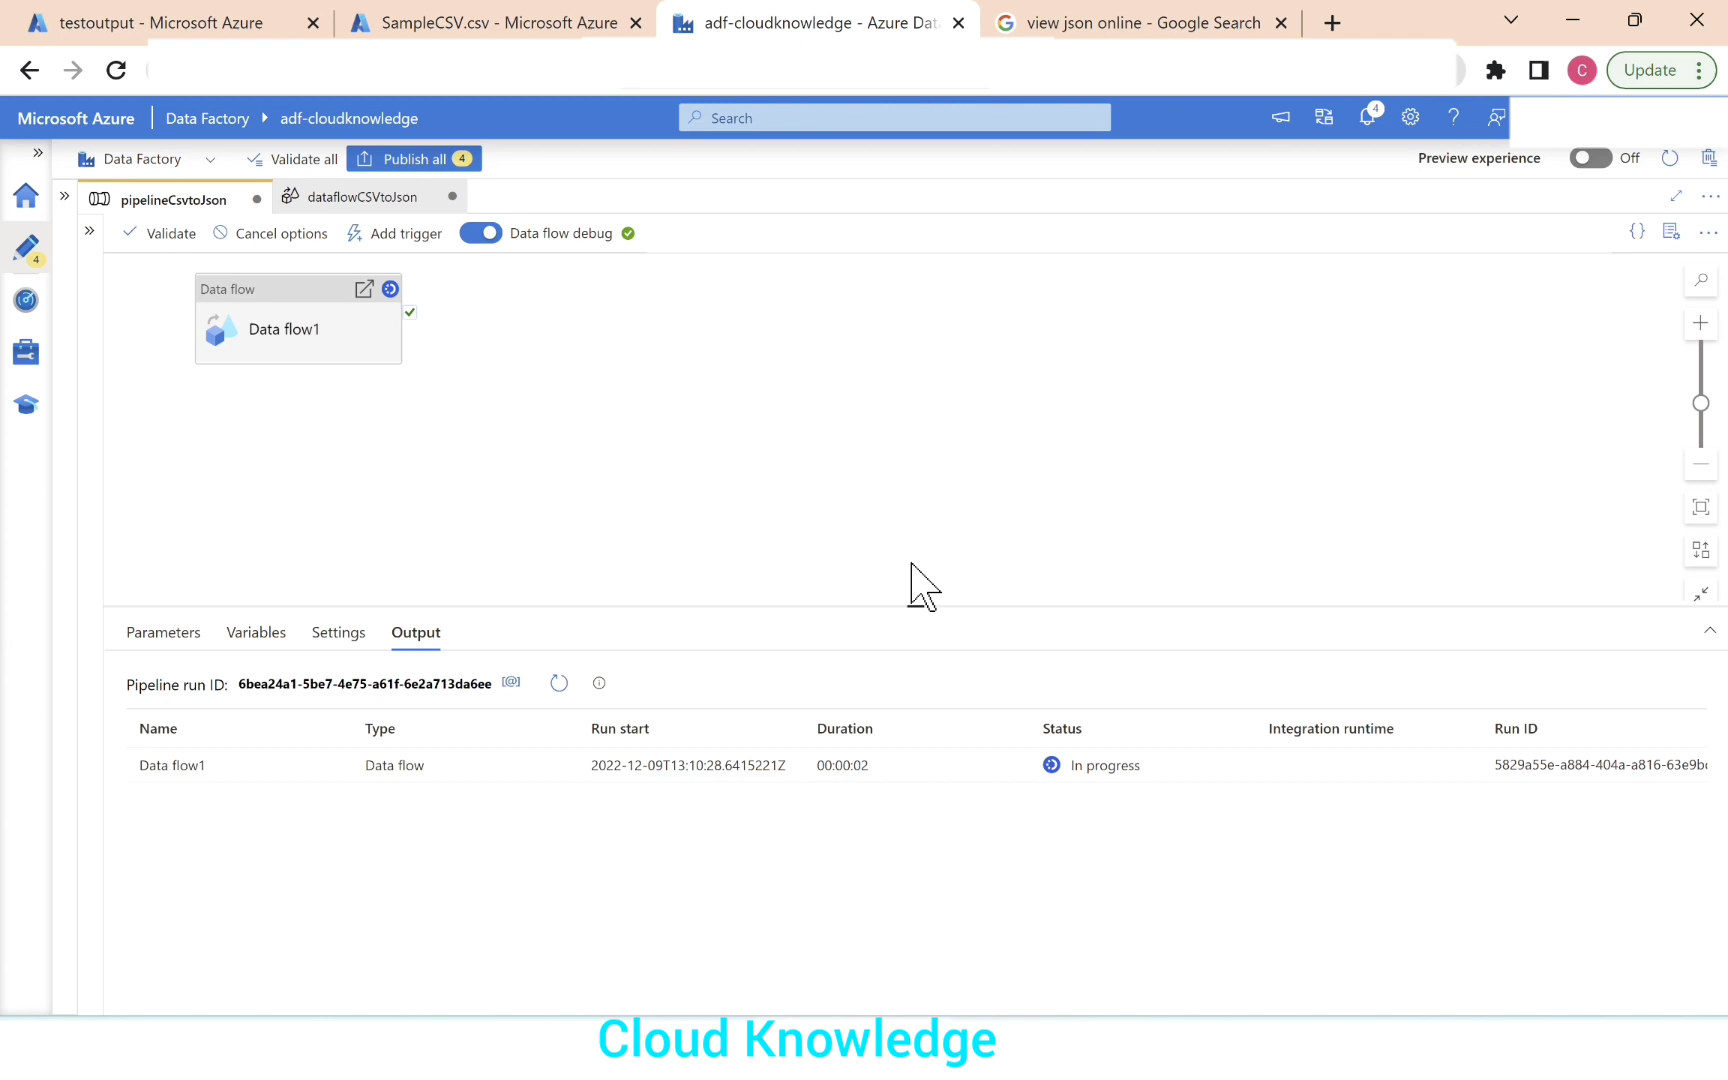 testoutput - Microsoft Azure
SampleCSV.csv - Microsoft Azure
adf-cloudknowledge - Azure Dat
view json online - Google Search
C
Update
Microsoft Azure
Data Factory
adf-cloudknowledge
Search
4
Data Factory
Validate all
Publish all 4
Preview experience
Off
pipelineCsvtoJson
dataflowCSVtoJson
4
Validate
Cancel options
Add trigger
Data flow debug
Data flow
Data flow1
Parameters
Variables
Settings
Output
Pipeline run ID: 6bea24a1-5be7-4e75-a61f-6e2a713da6ee
Name Type Run start Duration Status Integration runtime Run ID
Data flow1 Data flow 2022-12-09T13:10:28.6415221Z 00:00:02 In progress 5829a55e-a884-404a-a816-63e9b
Cloud Knowledge